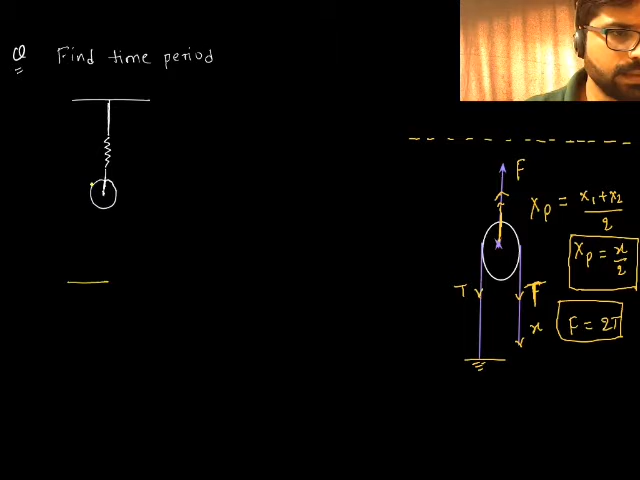 Q Find time period
F
Xp = x1+x2/2
Xp = x/2
T T
x
F = 2T